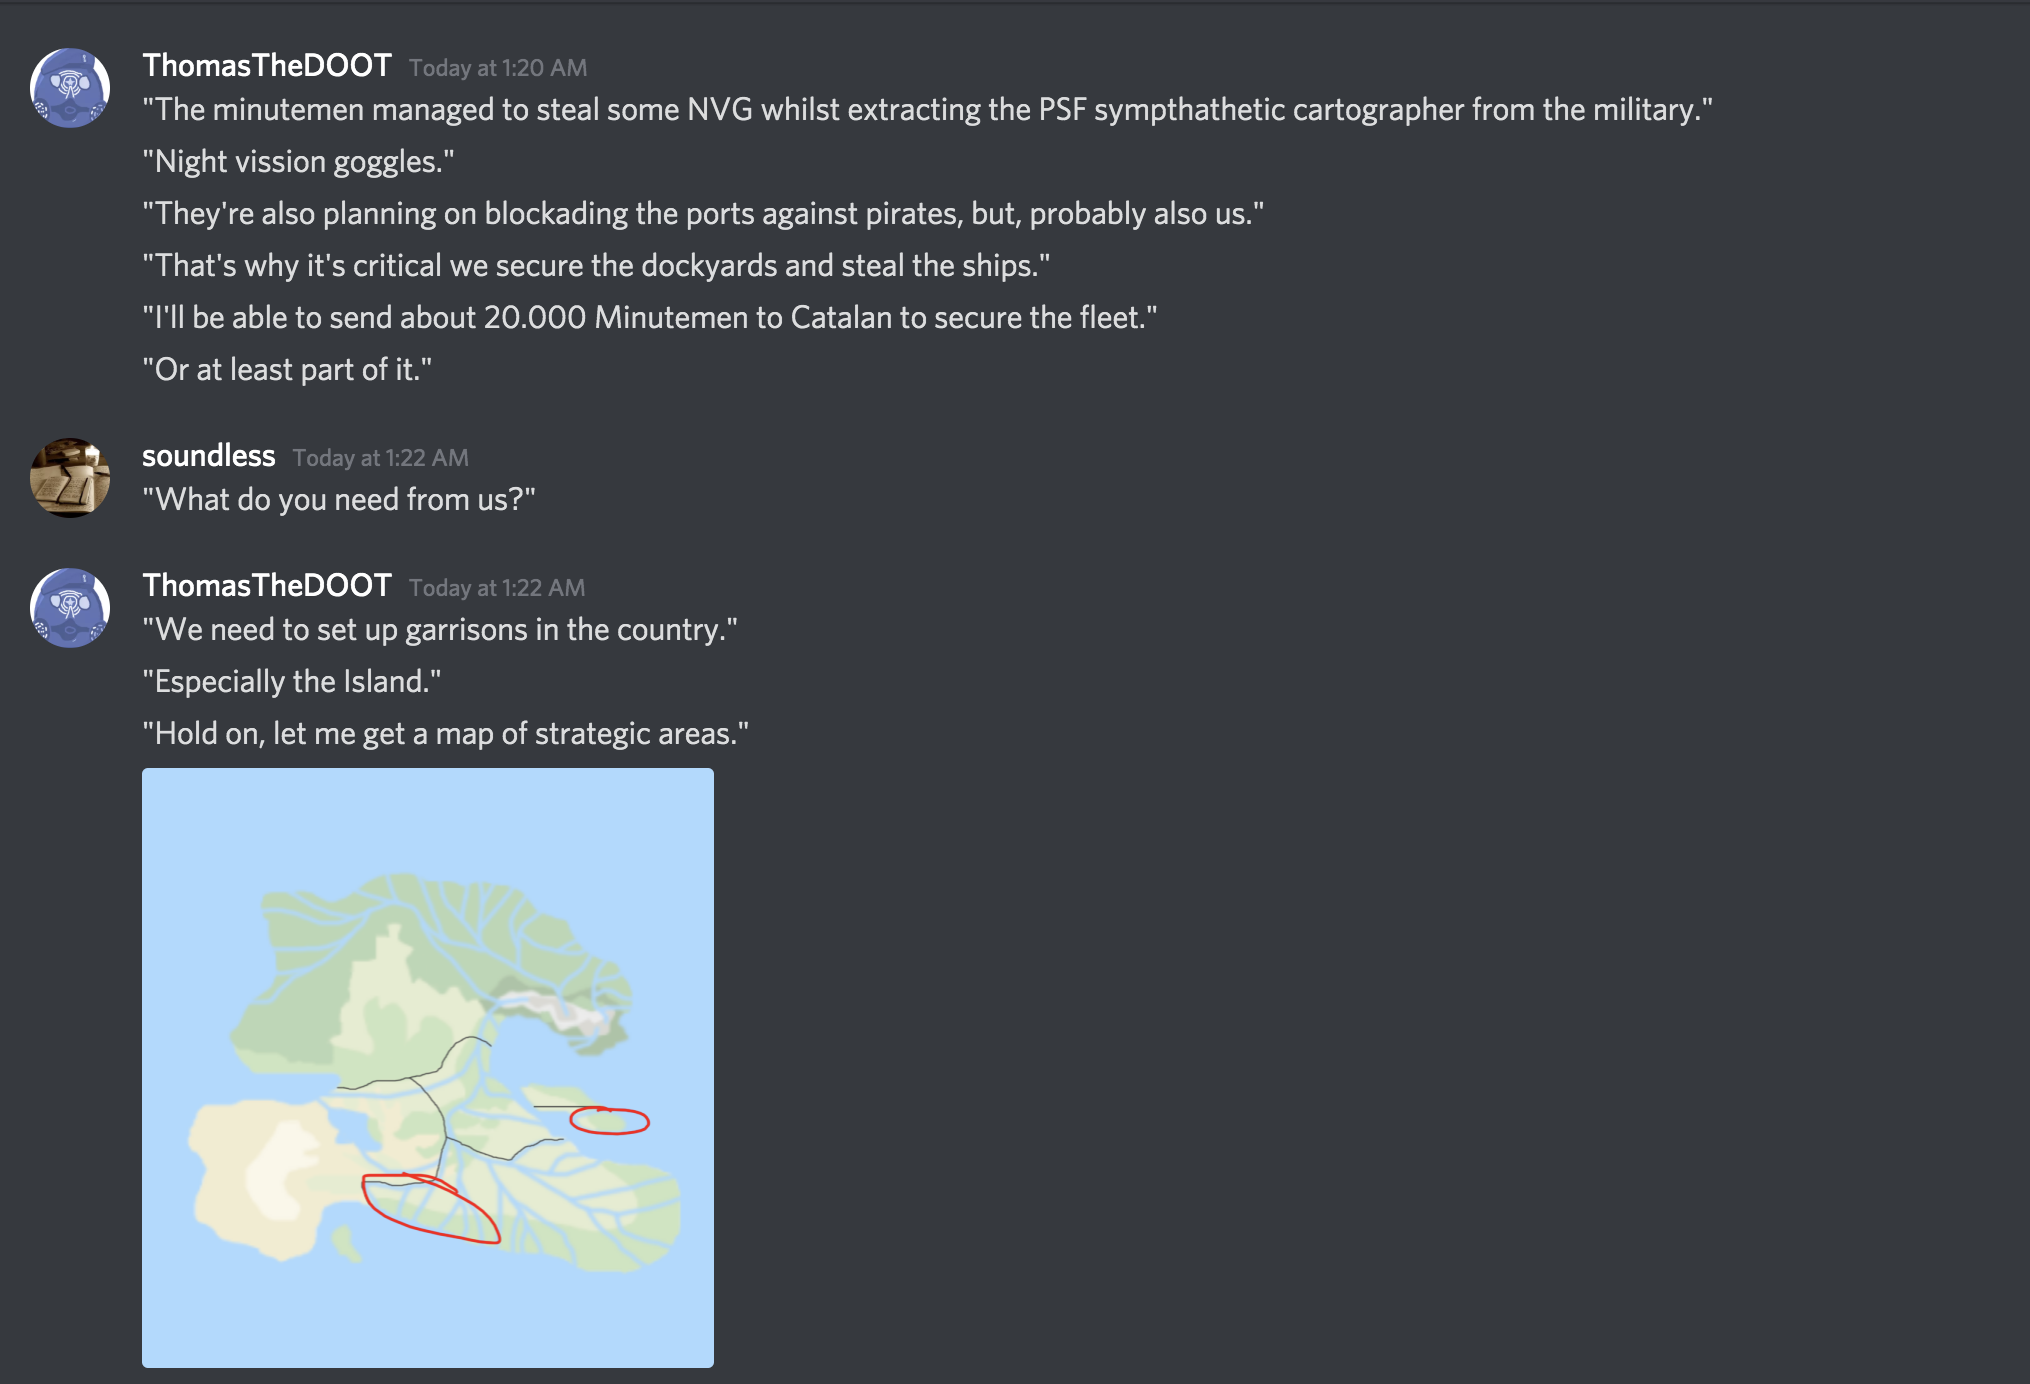 ThomasTheDOOT Today at 1:20 AM
"The minutemen managed to steal some NVG whilst extracting the PSF sympthathetic cartographer from the military."
"Night vission goggles."
"They're also planning on blockading the ports against pirates, but, probably also us."
"That's why it's critical we secure the dockyards and steal the ships."
"I'll be able to send about 20.000 Minutemen to Catalan to secure the fleet."
"Or at least part of it."
soundless Today at 1:22 AM
"What do you need from us?"
ThomasTheDOOT Today at 1:22 AM
"We need to set up garrisons in the country."
"Especially the Island."
"Hold on, let me get a map of strategic areas."